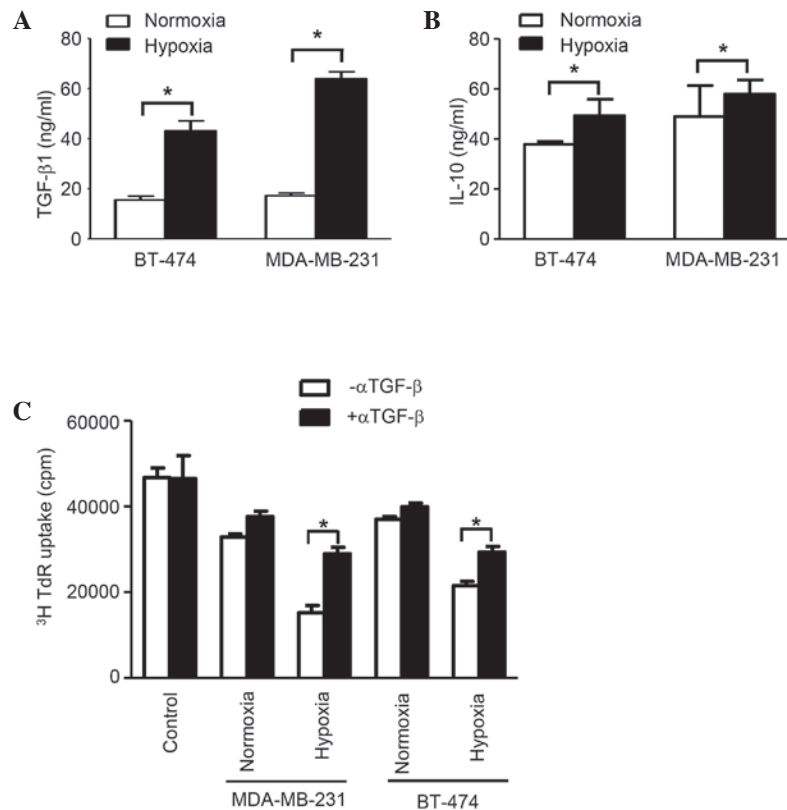 A
Normoxia
Hypoxia
80
60
40
20
0
TGF-β1 (ng/ml)
*
*
BT-474
MDA-MB-231
B
Normoxia
Hypoxia
80
60
40
20
0
IL-10 (ng/ml)
*
*
BT-474
MDA-MB-231
C
-αTGF-β
+αTGF-β
60000
40000
20000
0
³H TdR uptake (cpm)
*
*
Control
Normoxia
Hypoxia
Normoxia
Hypoxia
MDA-MB-231
BT-474